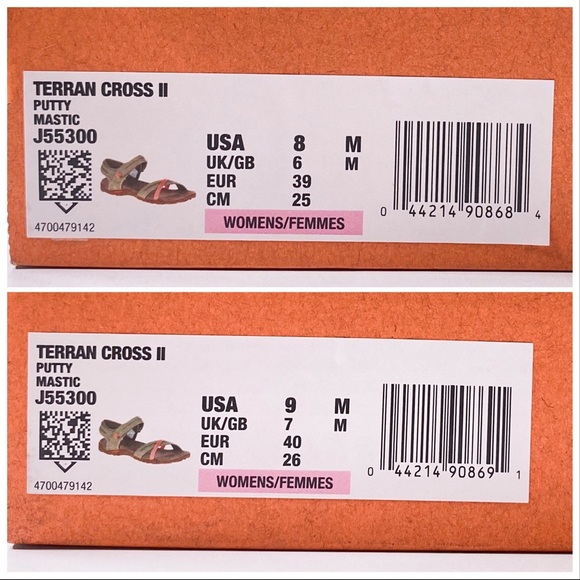 TERRAN CROSS II
PUTTY
MASTIC
J55300
4700479142
USA 8 M
UK/GB 6 M
EUR 39
CM 25
WOMENS/FEMMES
0 44214 90868 4
TERRAN CROSS II
PUTTY
MASTIC
J55300
4700479142
USA 9 M
UK/GB 7 M
EUR 40
CM 26
WOMENS/FEMMES
0 44214 90869 1